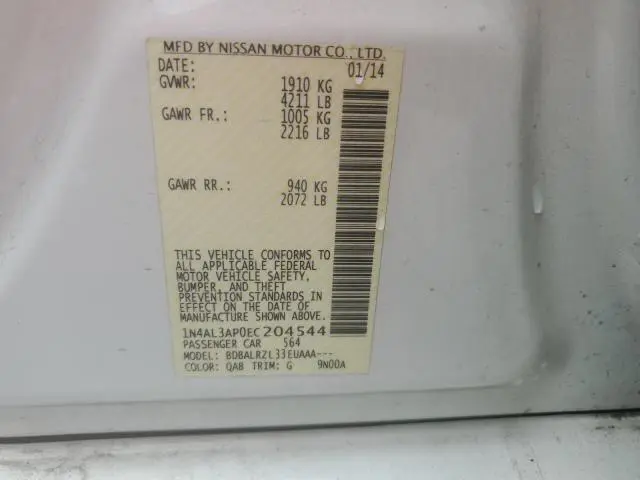 MFD BY NISSAN MOTOR CO., LTD.
DATE: 01/14
GVWR: 1910 KG
4211 LB
GAWR FR.: 1005 KG
2216 LB
GAWR RR.: 940 KG
2072 LB
THIS VEHICLE CONFORMS TO
ALL APPLICABLE FEDERAL
MOTOR VEHICLE SAFETY,
BUMPER, AND THEFT
PREVENTION STANDARDS IN
EFFECT ON THE DATE OF
MANUFACTURE SHOWN ABOVE.
1N4AL3AP0EC204544
PASSENGER CAR 564
MODEL: BDBALRZL33EUAAA---
COLOR: QAB TRIM: G 9N00A